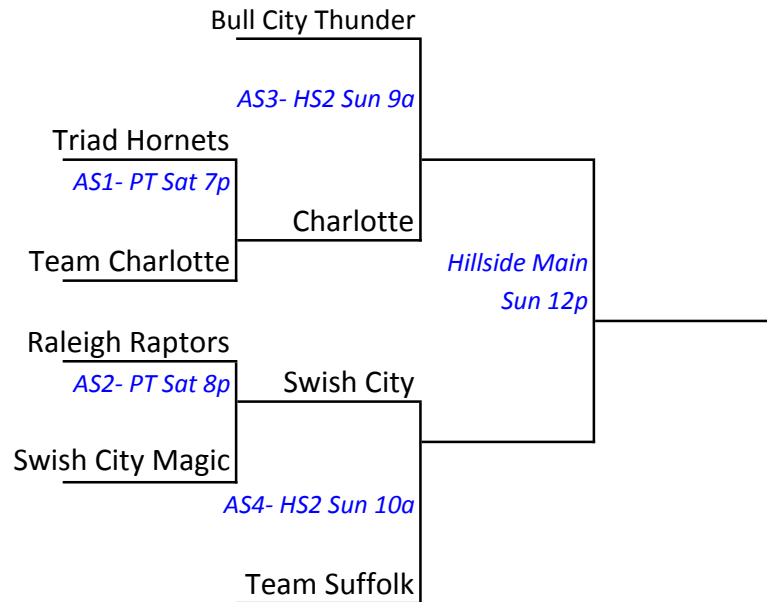 Bull City Thunder
AS3- HS2 Sun 9a
Triad Hornets
AS1- PT Sat 7p
Charlotte
Team Charlotte
Hillside Main
Sun 12p
Raleigh Raptors
AS2- PT Sat 8p
Swish City
Swish City Magic
AS4- HS2 Sun 10a
Team Suffolk